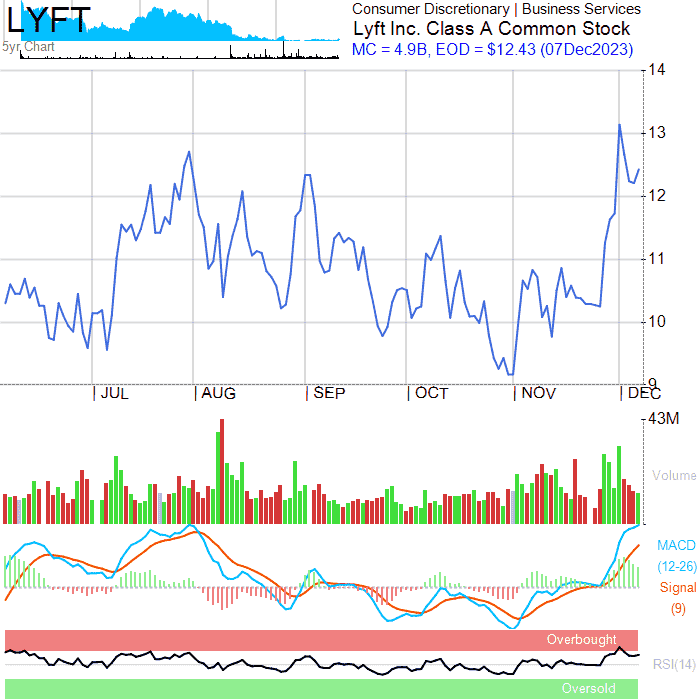 LYFT
5yr Chart
Consumer Discretionary | Business Services
Lyft Inc. Class A Common Stock
MC = 4.9B, EOD = $12.43 (07Dec2023)
14
13
12
11
10
9
JUL AUG SEP OCT NOV DEC
43M
Volume
MACD
(12-26)
Signal
(9)
Overbought
RSI(14)
Oversold